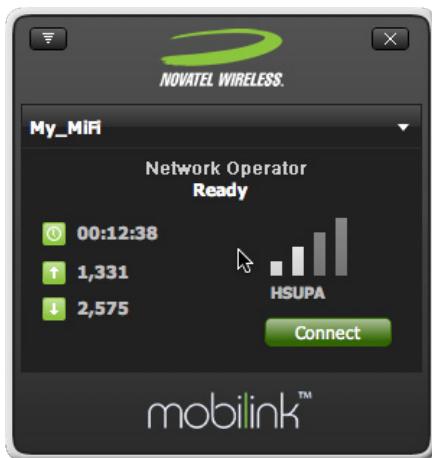 NOVATEL WIRELESS.
My_MiFi
Network Operator
Ready
00:12:38
1,331
2,575
HSUPA
Connect
mobilink™